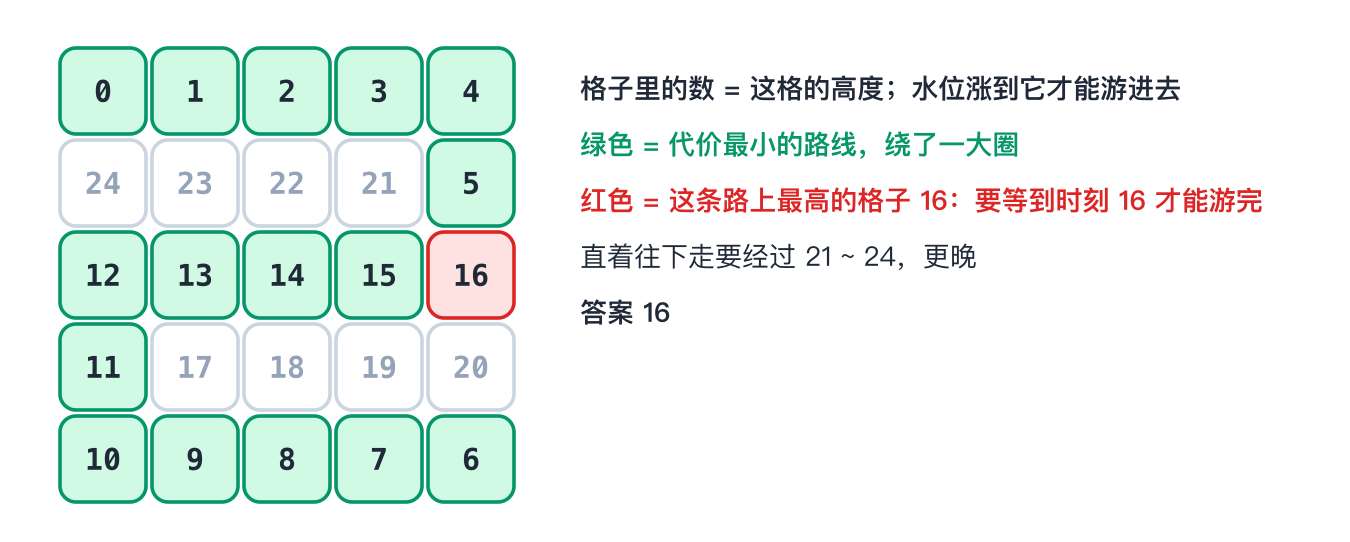 0 1 2 3 4
24 23 22 21 5
12 13 14 15 16
11 17 18 19 20
10 9 8 7 6
格子里的数 = 这格的高度；水位涨到它才能游进去
绿色 = 代价最小的路线，绕了一大圈
红色 = 这条路上最高的格子 16：要等到时刻 16 才能游完
直着往下走要经过 21 ~ 24，更晚
答案 16